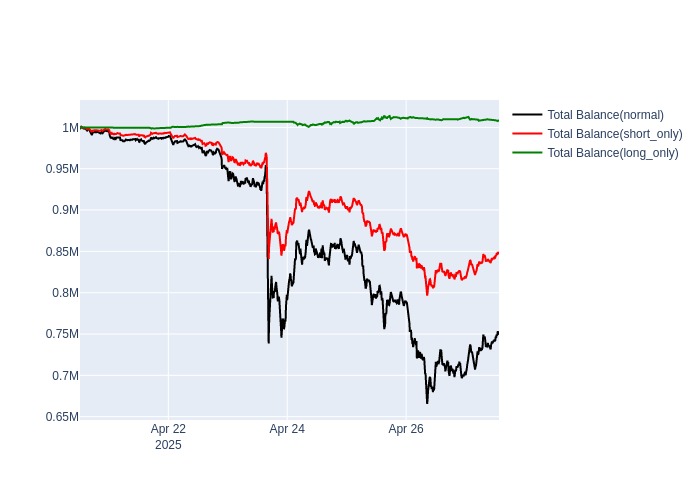 1M
0.95M
0.9M
0.85M
0.8M
0.75M
0.7M
0.65M
Apr 22
2025
Apr 24
Apr 26
Total Balance(normal)
Total Balance(short_only)
Total Balance(long_only)